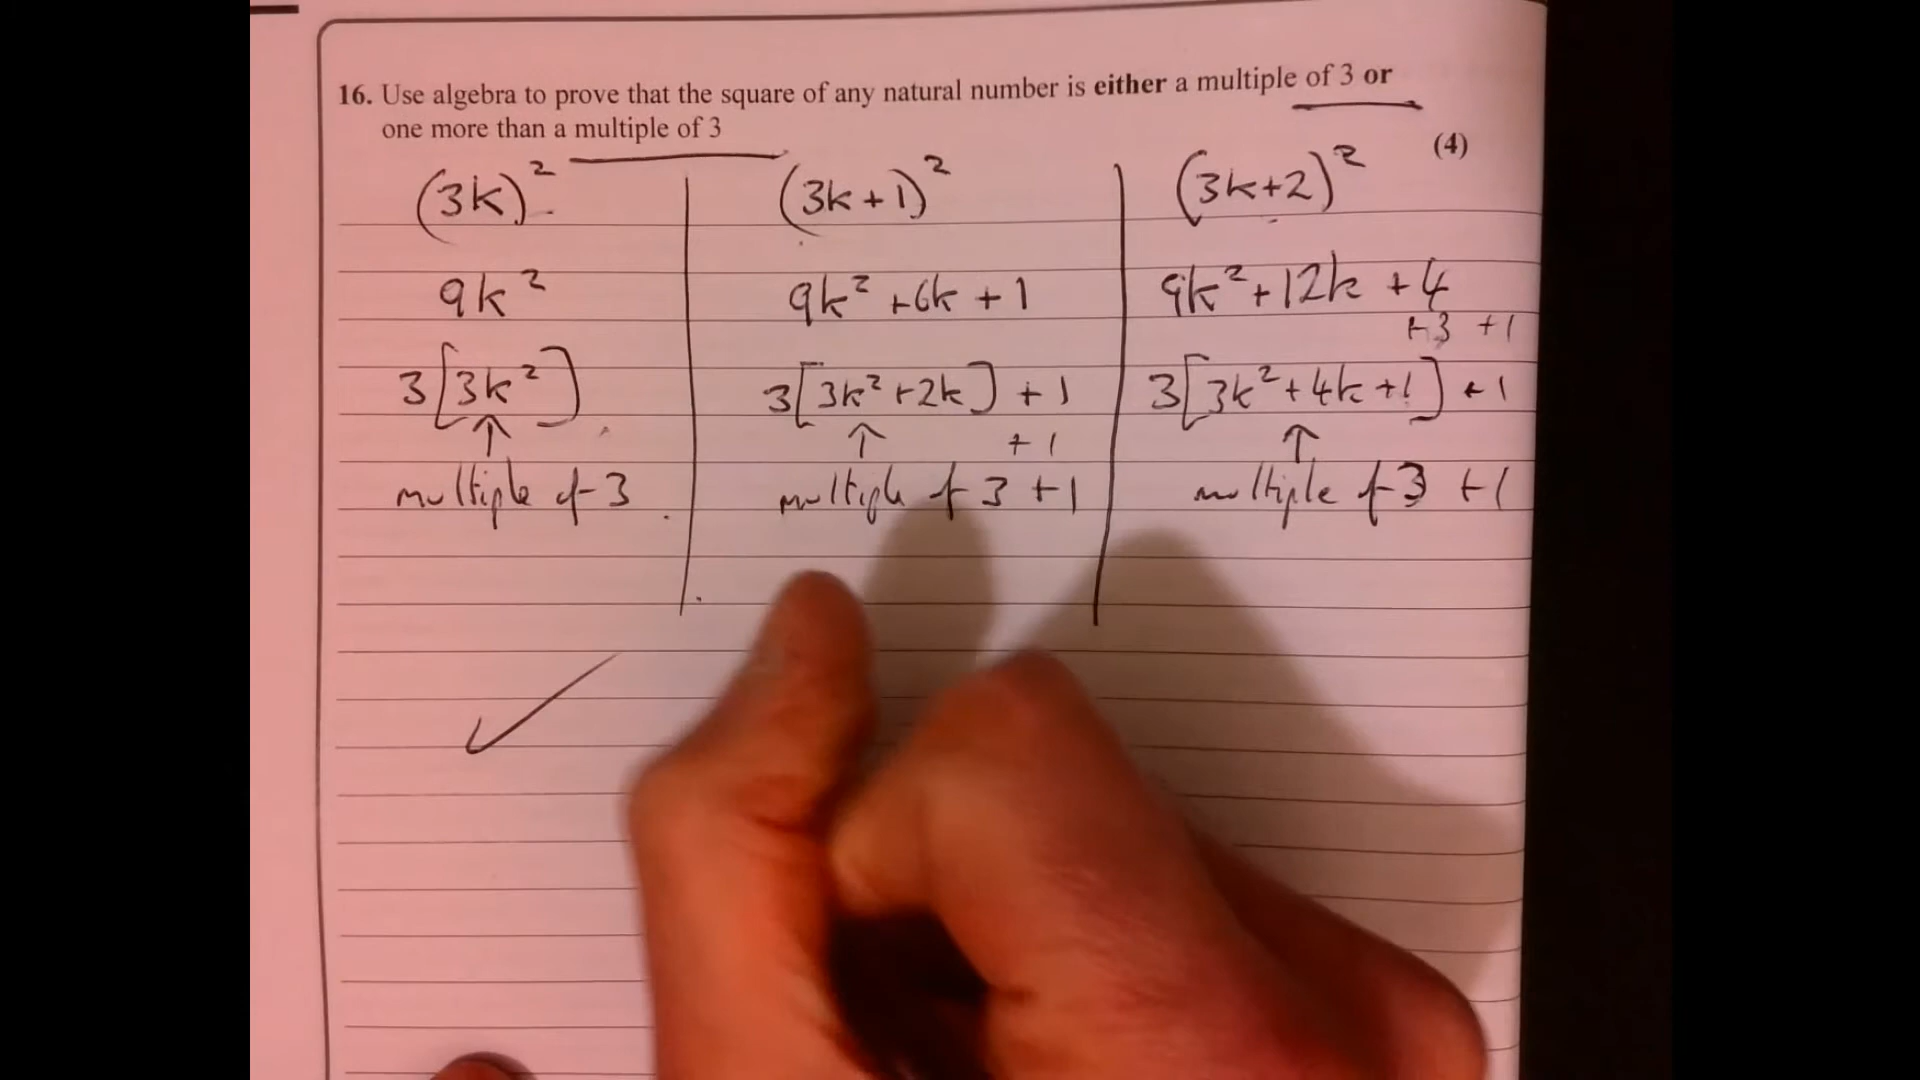 16. Use algebra to prove that the square of any natural number is either a multiple of 3 or
one more than a multiple of 3
(4)
(3k)²
9k²
3[3k²]
↑
multiple of 3
(3k+1)²
9k² +6k + 1
3[3k²+2k] + 1
↑ + 1
multiple of 3 + 1
(3k+2)²
9k²+12k +4
+3 +1
3[3k²+4k+1] + 1
↑
multiple of 3 +1